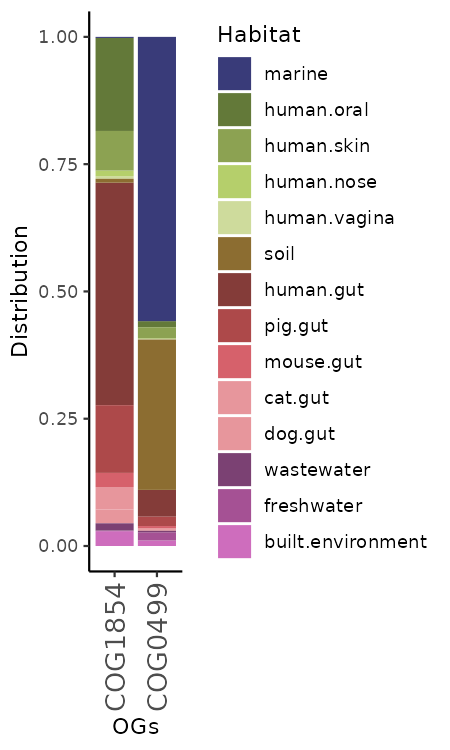 Habitat
marine
human.oral
human.skin
human.nose
human.vagina
soil
human.gut
pig.gut
mouse.gut
cat.gut
dog.gut
wastewater
freshwater
built.environment
Distribution
1.00
0.75
0.50
0.25
0.00
COG1854
COG0499
OGs